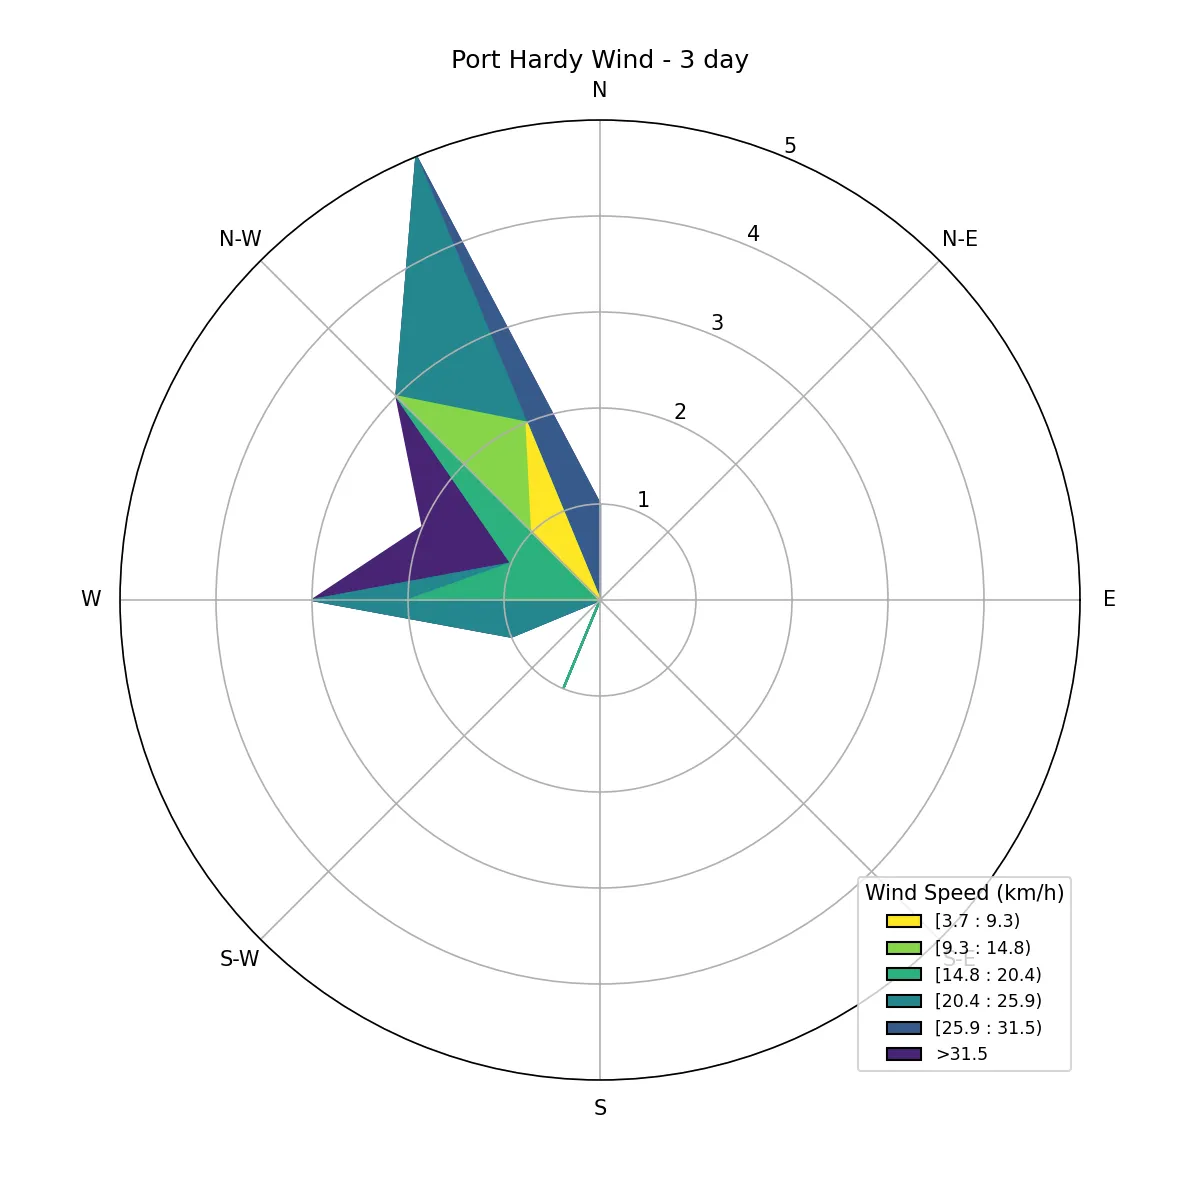 Port Hardy Wind - 3 day
N
5
N-W
N-E
4
3
2
1
W
E
Wind Speed (km/h)
[3.7 : 9.3)
[9.3 : 14.8)
S-W
S-E
[14.8 : 20.4)
[20.4 : 25.9)
[25.9 : 31.5)
>31.5
S